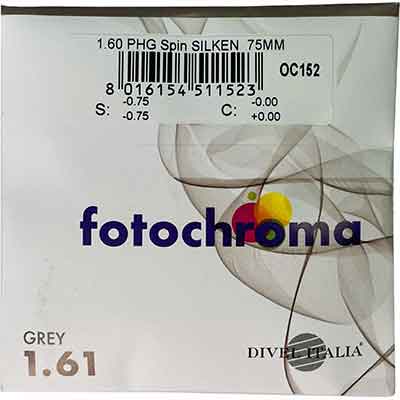 1.60 PHG Spin SILKEN 75MM
OC152
8 016154 511523
S: -0.75 C: -0.00
-0.75 +0.00
fotochroma
GREY
1.61
DIVEL ITALIA®